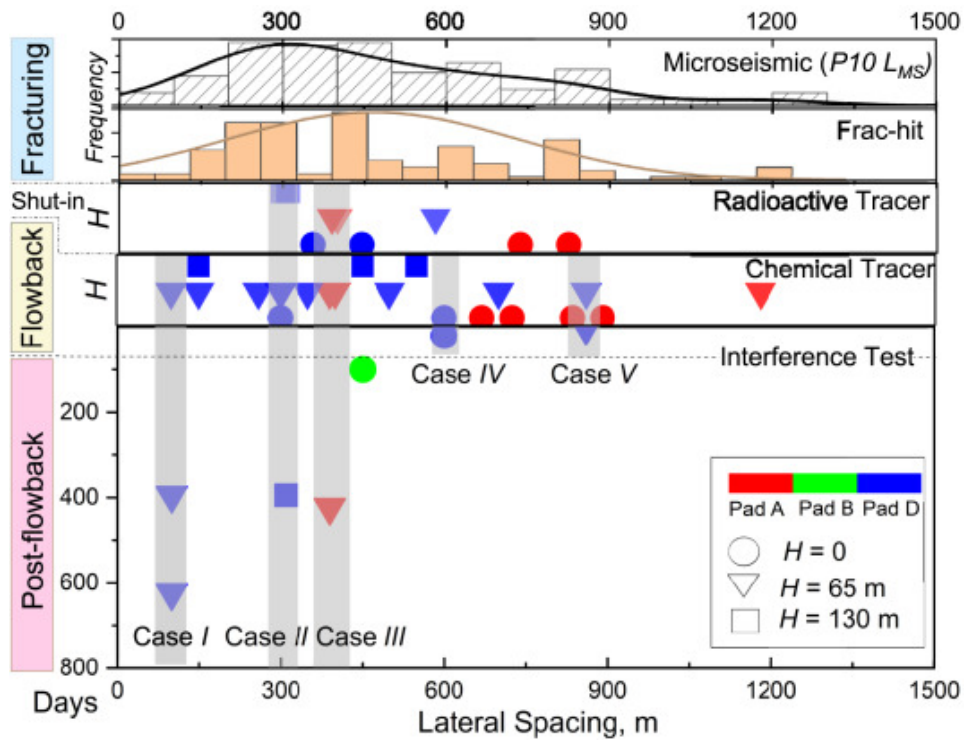 0 300 600 900 1200 1500
Fracturing
Frequency
Microseismic (P10 L_MS)
Frac-hit
Shut-in
H
Radioactive Tracer
Flowback
H
Chemical Tracer
Interference Test
Case IV
Case V
Post-flowback
200
400
600
800
Pad A Pad B Pad D
H = 0
H = 65 m
H = 130 m
Case I Case II Case III
Days
0 300 600 900 1200 1500
Lateral Spacing, m